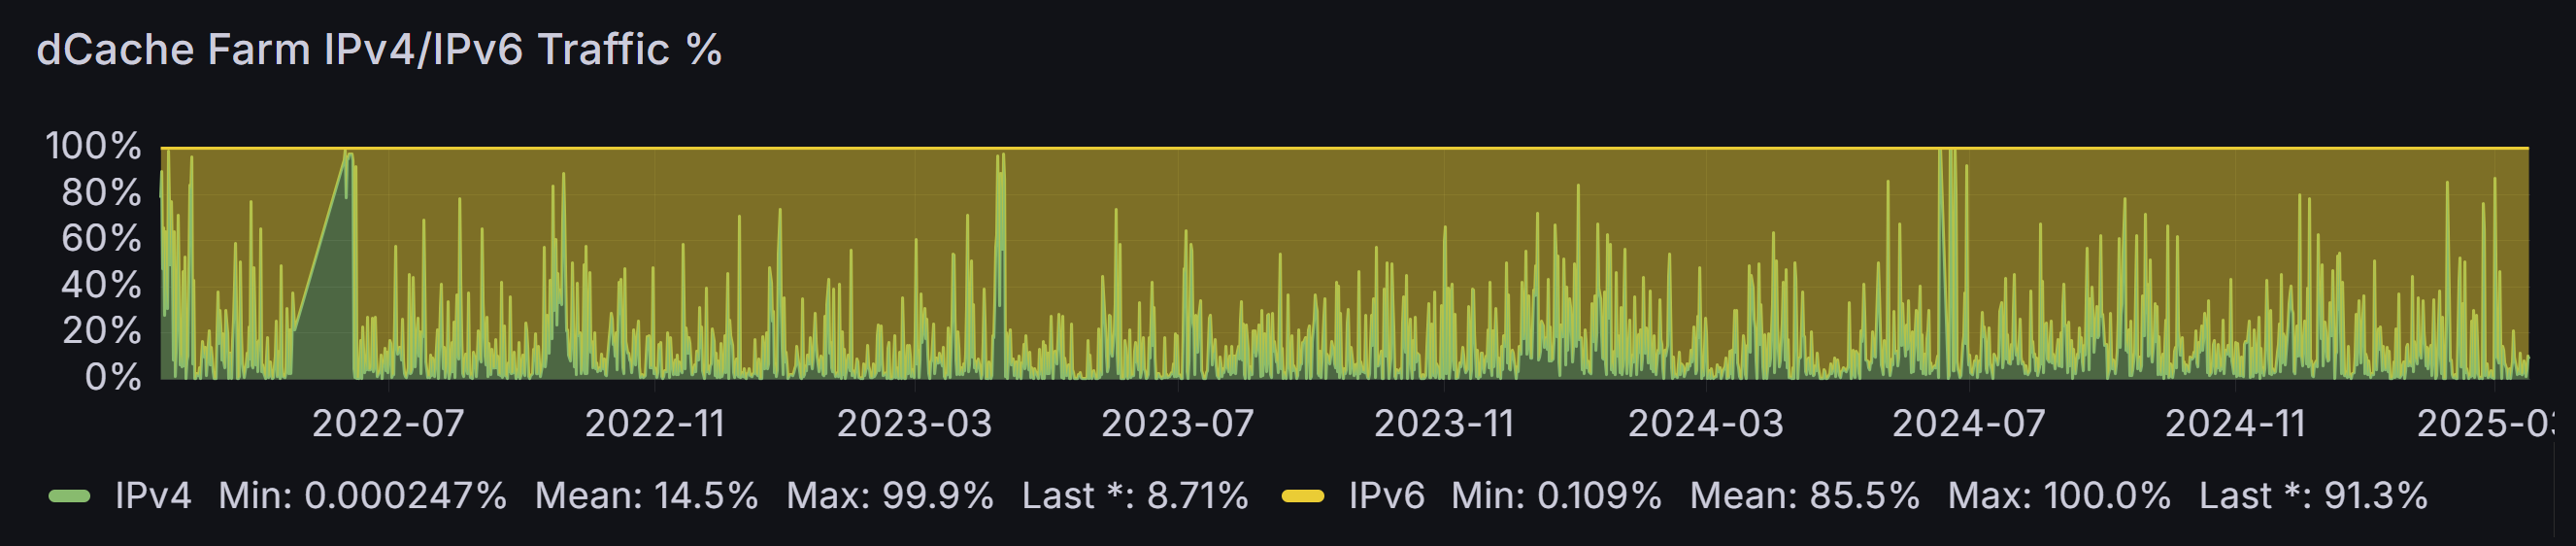 dCache Farm IPv4/IPv6 Traffic %
100%
80%
60%
40%
20%
0%
2022-07 2022-11 2023-03 2023-07 2023-11 2024-03 2024-07 2024-11 2025-0
IPv4 Min: 0.000247% Mean: 14.5% Max: 99.9% Last *: 8.71% IPv6 Min: 0.109% Mean: 85.5% Max: 100.0% Last *: 91.3%